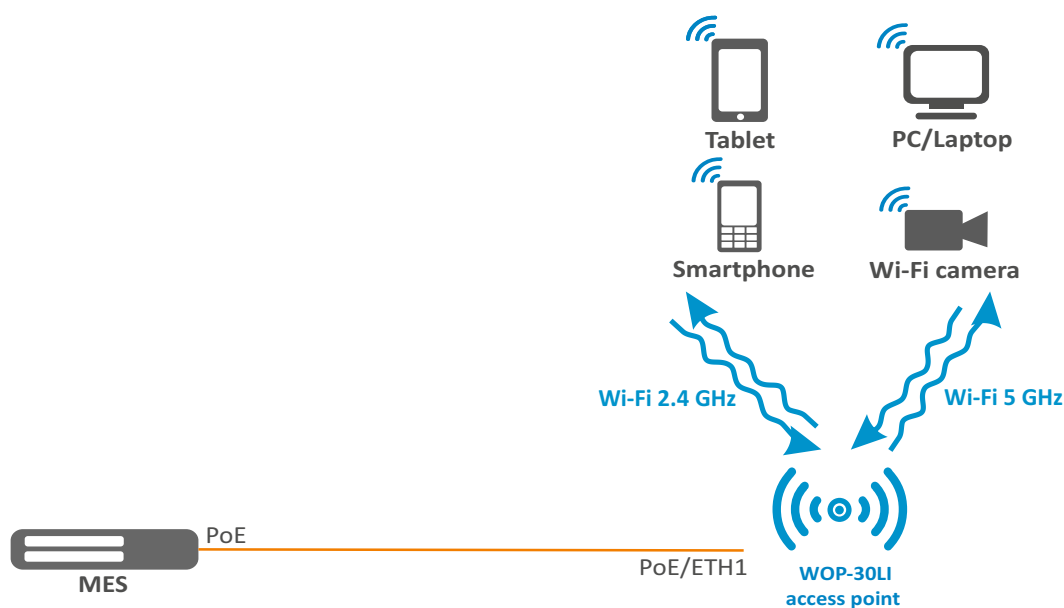 Tablet
PC/Laptop
Smartphone
Wi-Fi camera
Wi-Fi 2.4 GHz
Wi-Fi 5 GHz
PoE
PoE/ETH1
MES
WOP-30LI
access point